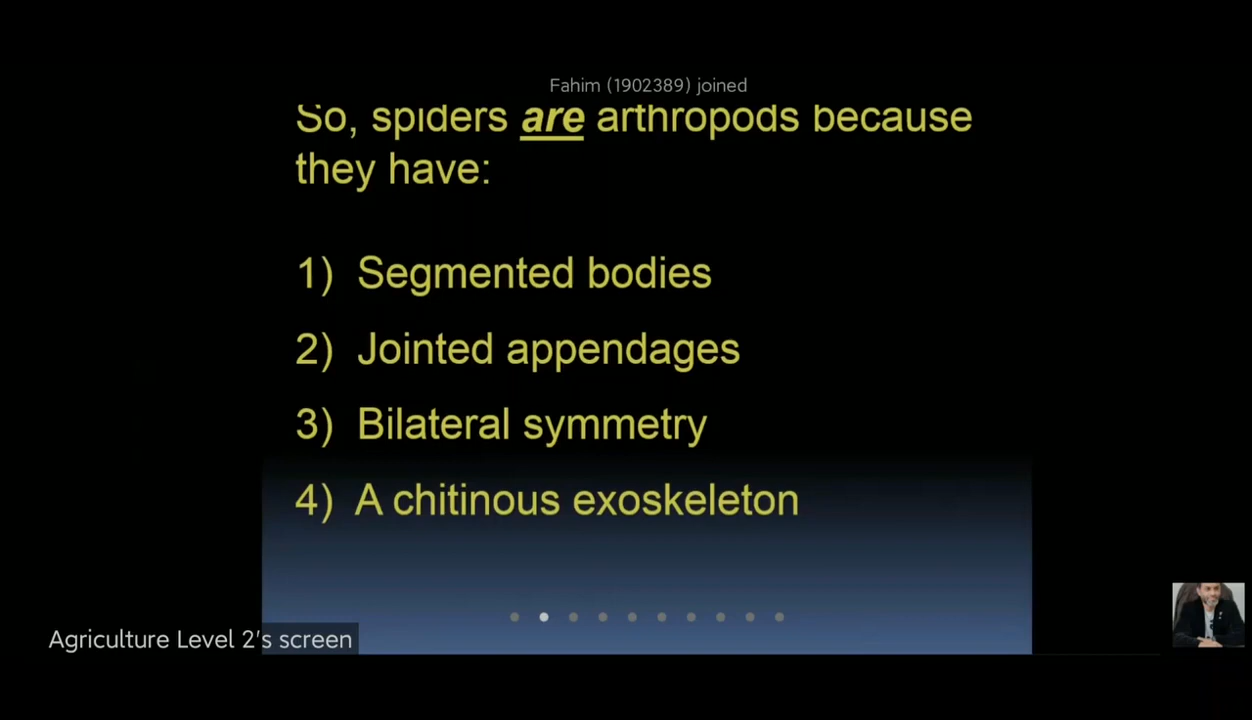 Fahim (1902389) joined
So, spiders are arthropods because
they have:
1) Segmented bodies
2) Jointed appendages
3) Bilateral symmetry
4) A chitinous exoskeleton
Agriculture Level 2's screen